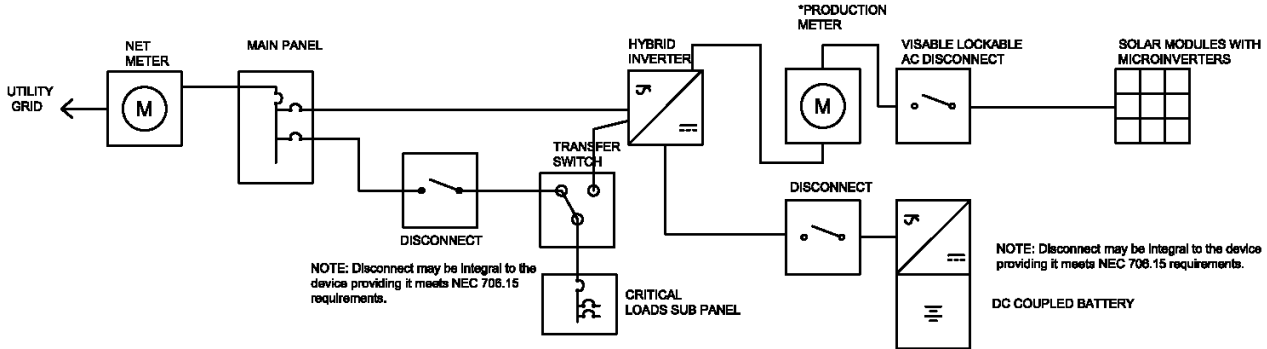 *PRODUCTION
METER
NET
METER
MAIN PANEL
HYBRID
INVERTER
VISABLE LOCKABLE
AC DISCONNECT
SOLAR MODULES WITH
MICROINVERTERS
UTILITY
GRID
M
M
TRANSFER
SWITCH
DISCONNECT
DISCONNECT
NOTE: Disconnect may be integral to the
device providing it meets NEC 706.15
requirements.
NOTE: Disconnect may be integral to the device
providing it meets NEC 706.15 requirements.
CRITICAL
LOADS SUB PANEL
DC COUPLED BATTERY